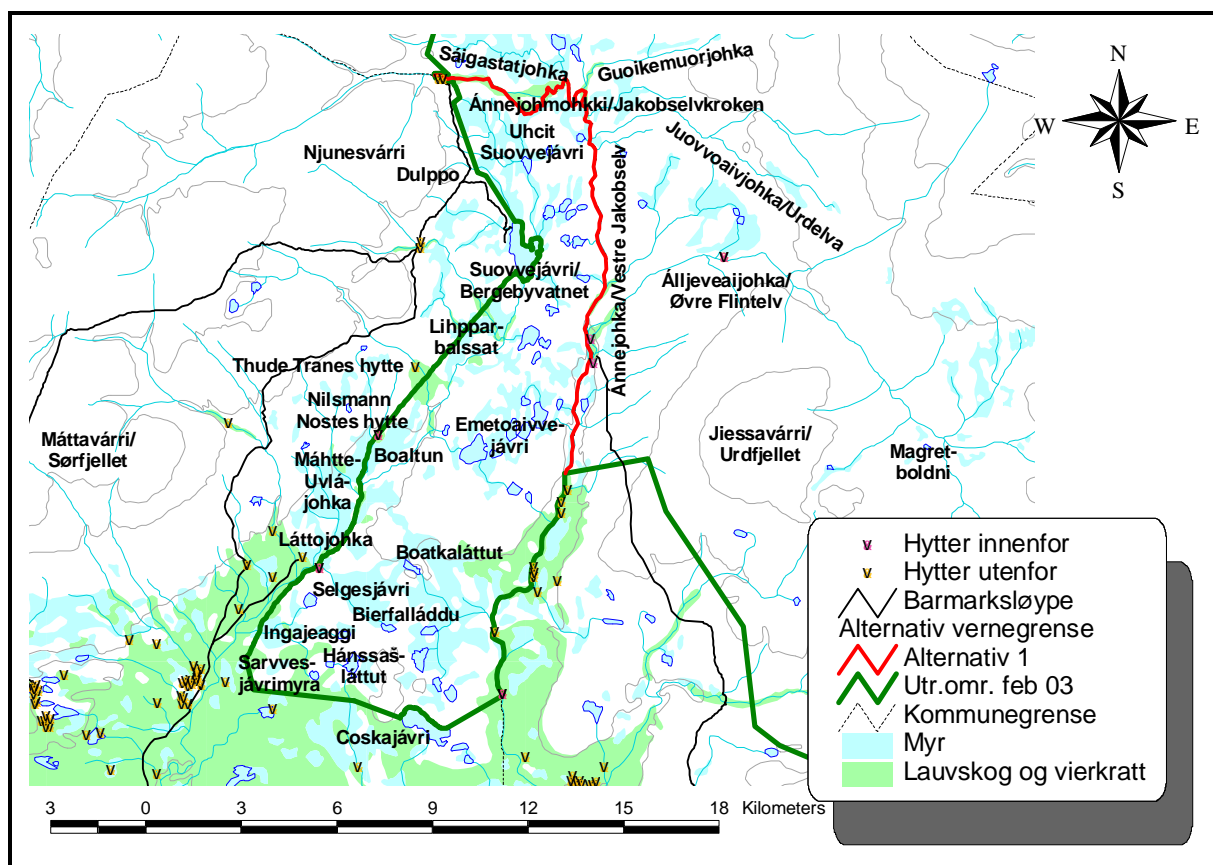 Sáigastatjohka
Guoikemuorjohka
N
W
E
S
Ánnejohmohkki/Jakobselvkroken
Uhcit
Suovvejávri
Juovvoaivjohka/Urdelva
Njunesvárri
Dulppo
Ánnejohka/Vestre Jakobselv
Suovvejávri/
Bergebyvatnet
Álljeveaijohka/
Øvre Flintelv
Lihppar-
balssat
Thude Tranes hytte
Nilsmann
Nostes hytte
Emetoaivve-
jávri
Máttavárri/
Sørfjellet
Boaltun
Máhtte-
Uvlá-
johka
Jiessavárri/
Urdfjellet
Magret-
boldni
Láttojohka
Boatkaláttut
Selgesjávri
Bierfalláddu
Ingajeaggi
Hánssaš-
láttut
Sarvves-
jávrimyra
Coskajávri
Hytter innenfor
Hytter utenfor
Barmarksløype
Alternativ vernegrense
Alternativ 1
Utr.omr. feb 03
Kommunegrense
Myr
Lauvskog og vierkratt
3 0 3 6 9 12 15 18 Kilometers